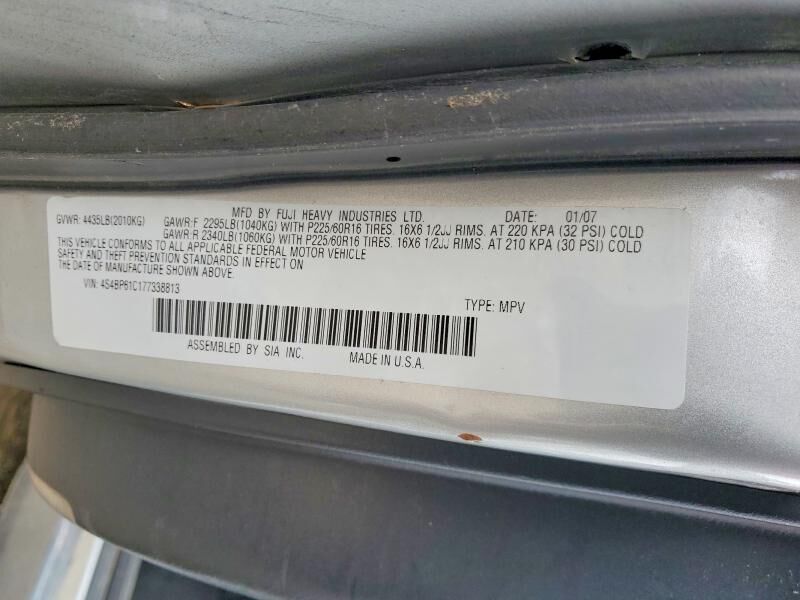 MFD BY FUJI HEAVY INDUSTRIES LTD. DATE: 01/07
GVWR: 4435LB(2010KG) GAWR:F 2295LB(1040KG) WITH P225/60R16 TIRES. 16X6 1/2JJ RIMS. AT 220 KPA (32 PSI) COLD
GAWR:R 2340LB(1060KG) WITH P225/60R16 TIRES. 16X6 1/2JJ RIMS. AT 210 KPA (30 PSI) COLD
THIS VEHICLE CONFORMS TO ALL APPLICABLE FEDERAL MOTOR VEHICLE
SAFETY AND THEFT PREVENTION STANDARDS IN EFFECT ON
THE DATE OF MANUFACTURE SHOWN ABOVE.
VIN: 4S4BP61C177338813 TYPE: MPV
ASSEMBLED BY SIA INC. MADE IN U.S.A.